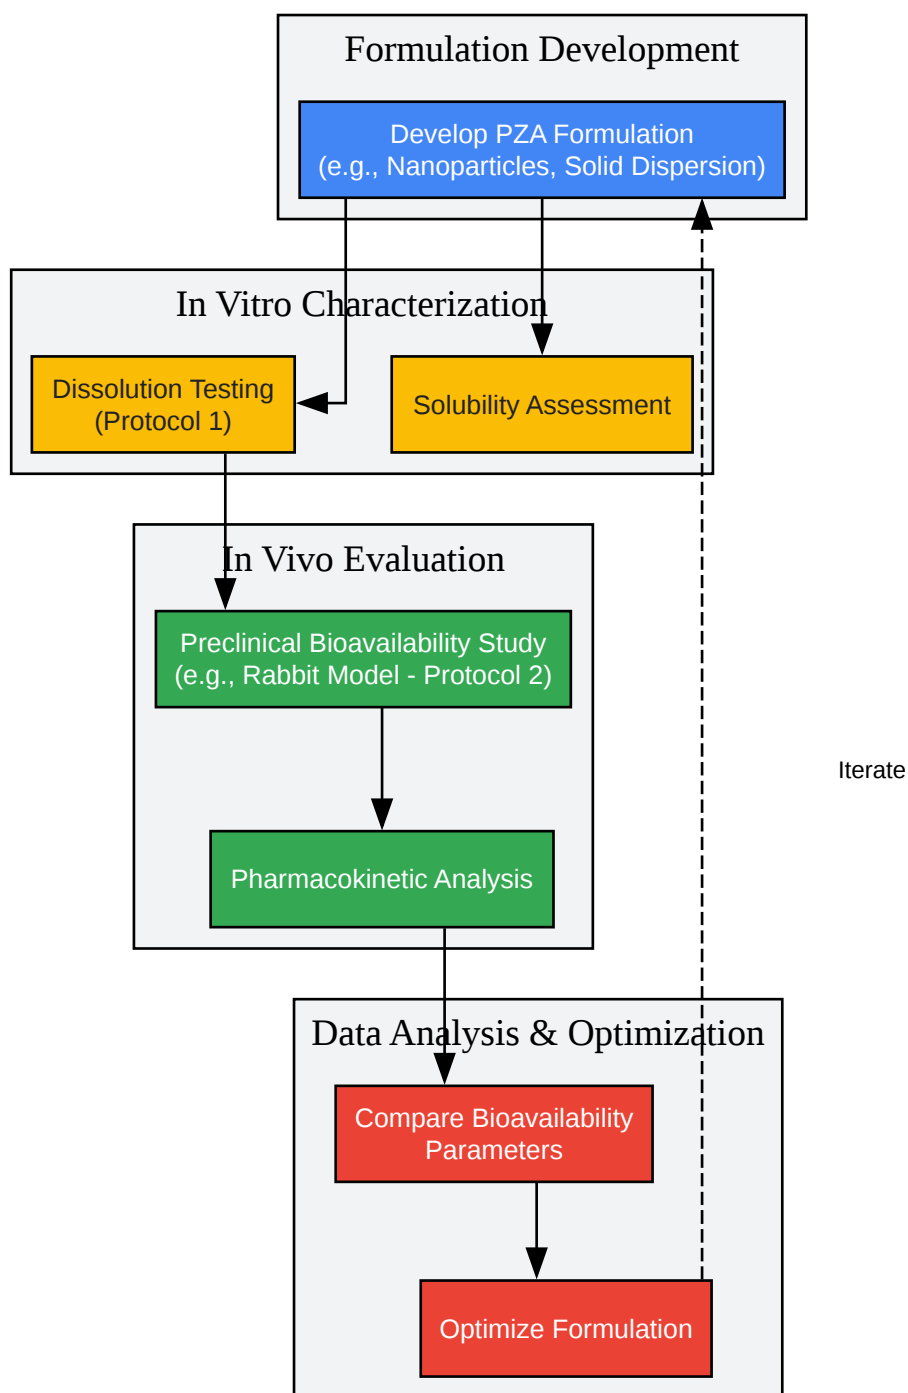 Formulation Development
Develop PZA Formulation
(e.g., Nanoparticles, Solid Dispersion)
In Vitro Characterization
Dissolution Testing
(Protocol 1)
Solubility Assessment
In Vivo Evaluation
Preclinical Bioavailability Study
(e.g., Rabbit Model - Protocol 2)
Iterate
Pharmacokinetic Analysis
Data Analysis & Optimization
Compare Bioavailability
Parameters
Optimize Formulation